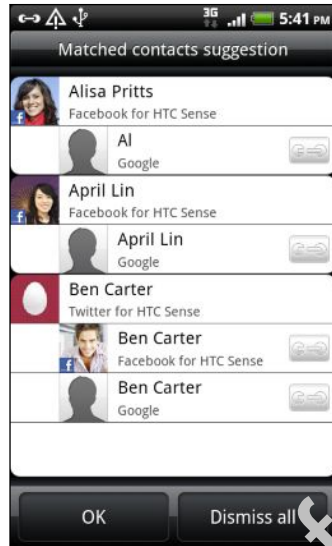 3G
5:41 PM
Matched contacts suggestion
Alisa Pritts
Facebook for HTC Sense
Al
Google
April Lin
Facebook for HTC Sense
April Lin
Google
Ben Carter
Twitter for HTC Sense
Ben Carter
Facebook for HTC Sense
Ben Carter
Google
OK
Dismiss all